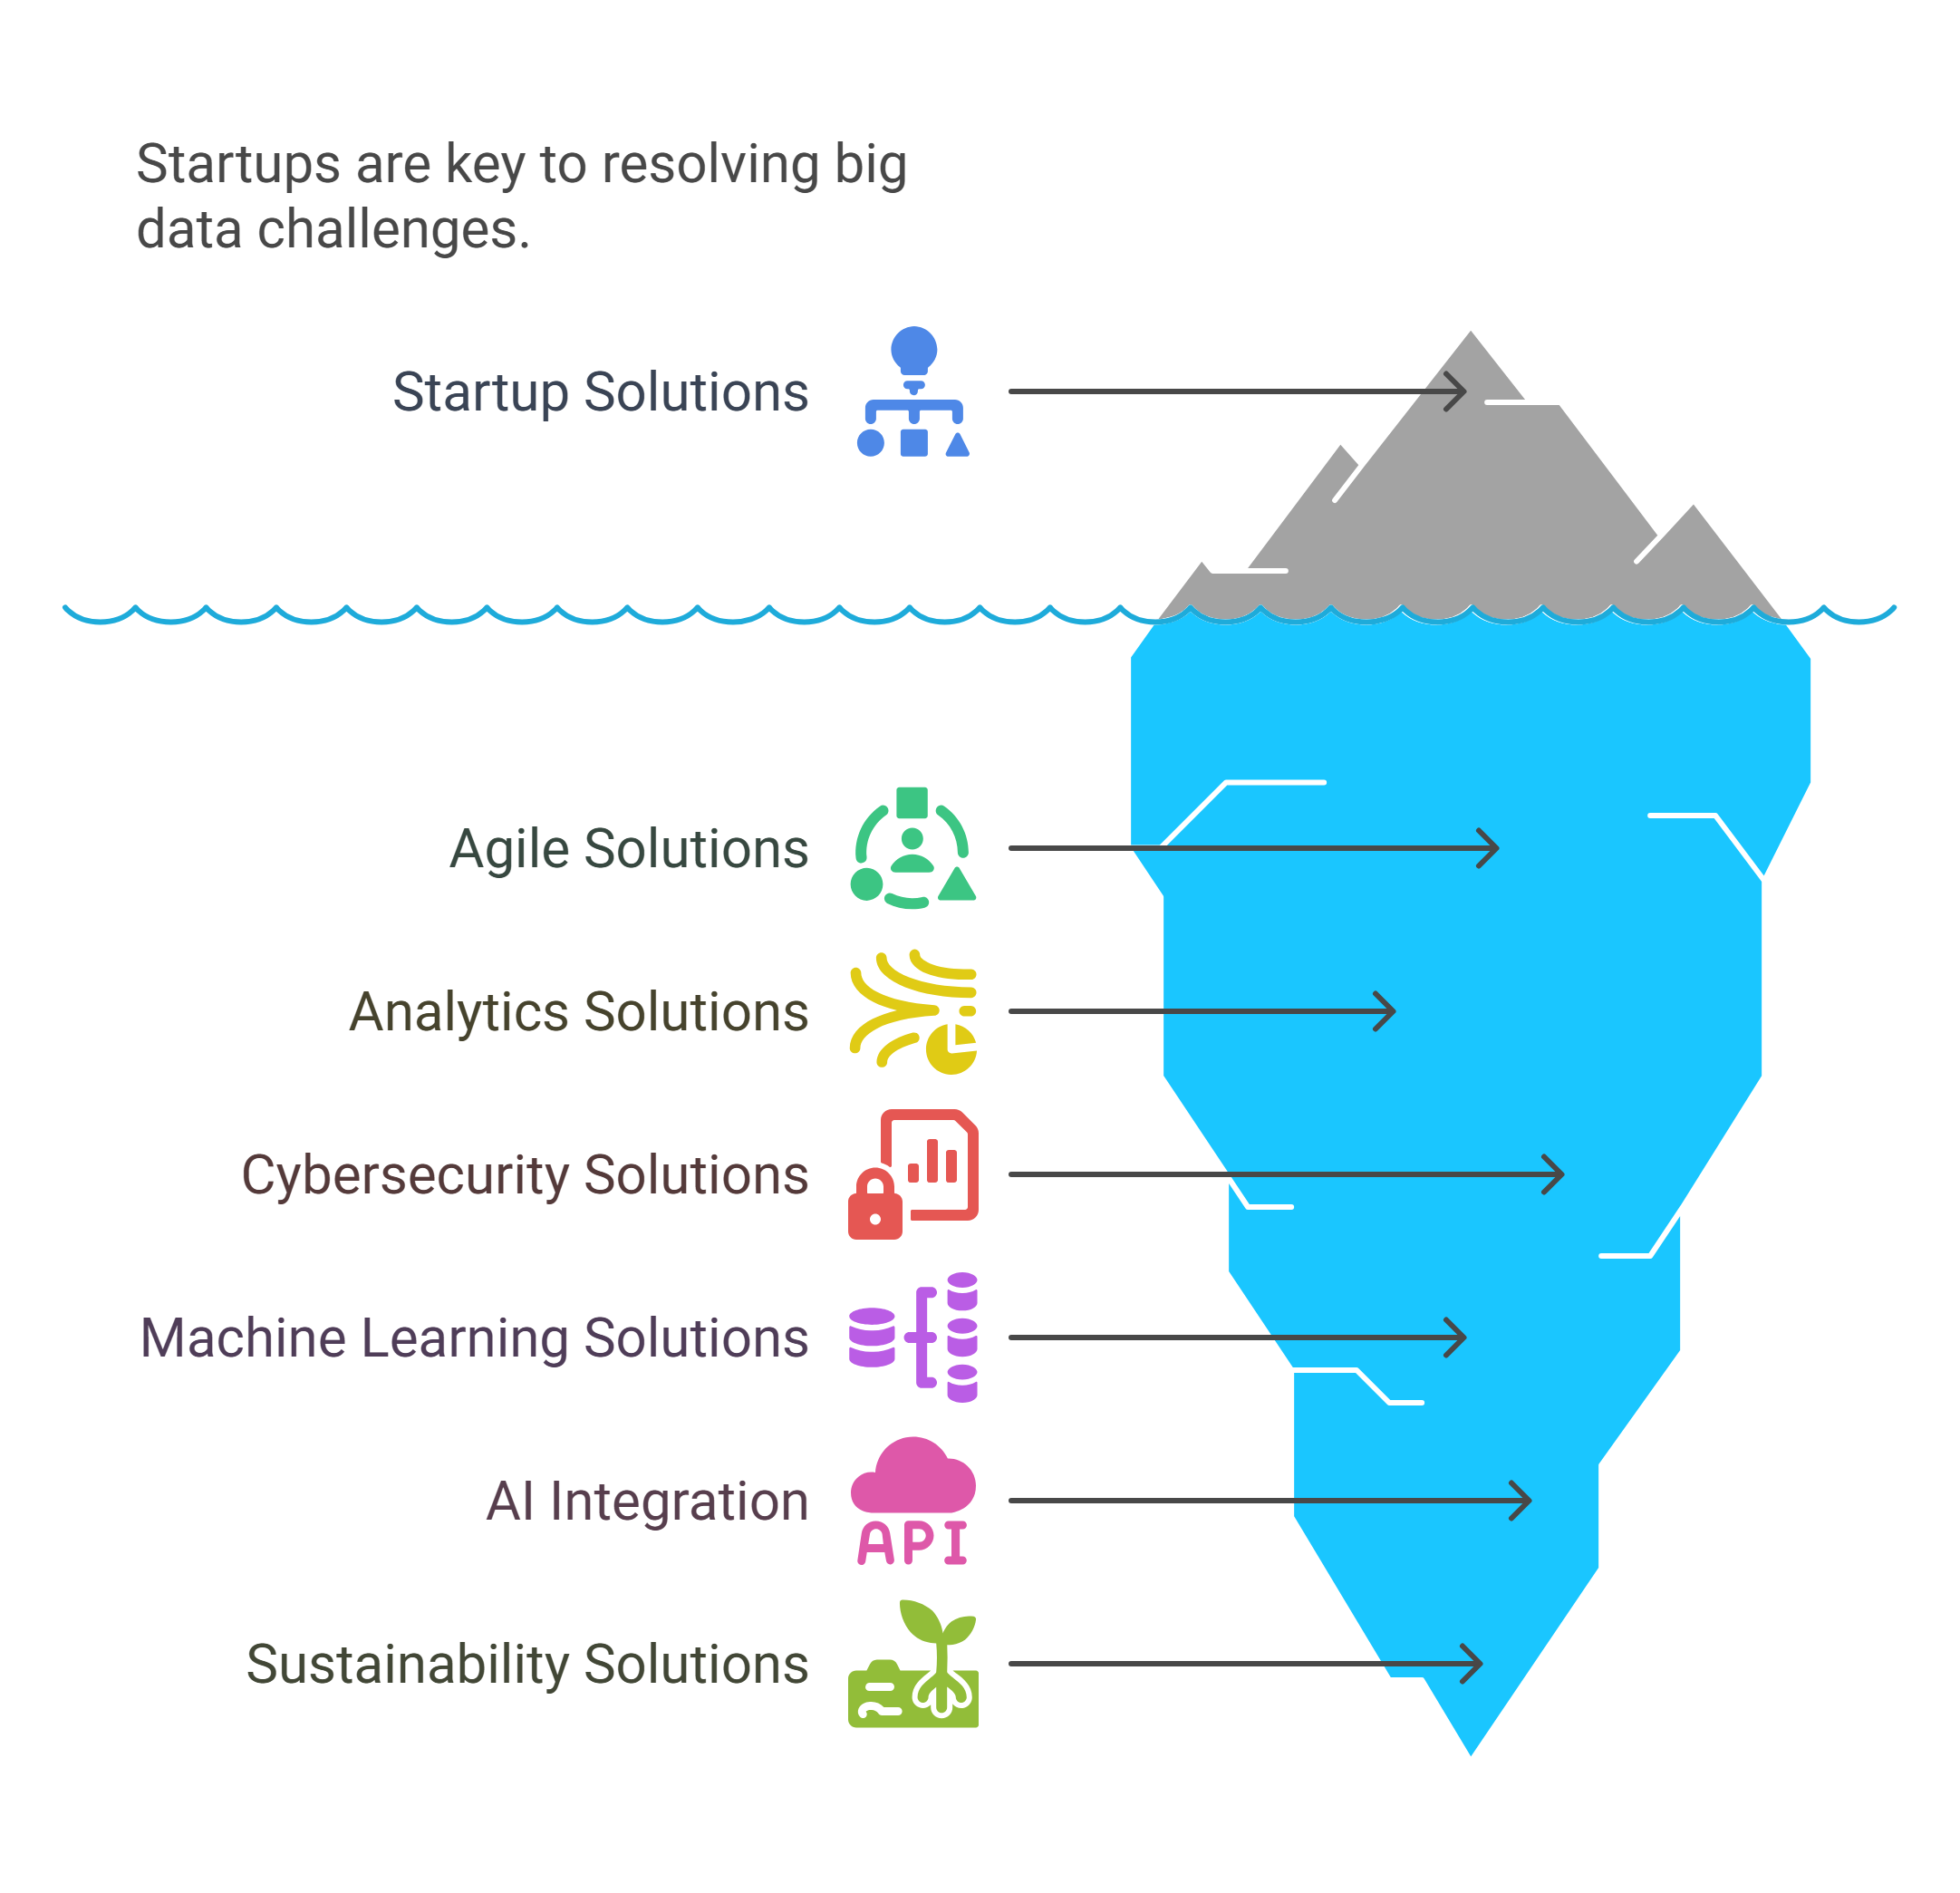 Startups are key to resolving big
data challenges.
Startup Solutions
Agile Solutions
Analytics Solutions
Cybersecurity Solutions
Machine Learning Solutions
AI Integration
API
Sustainability Solutions